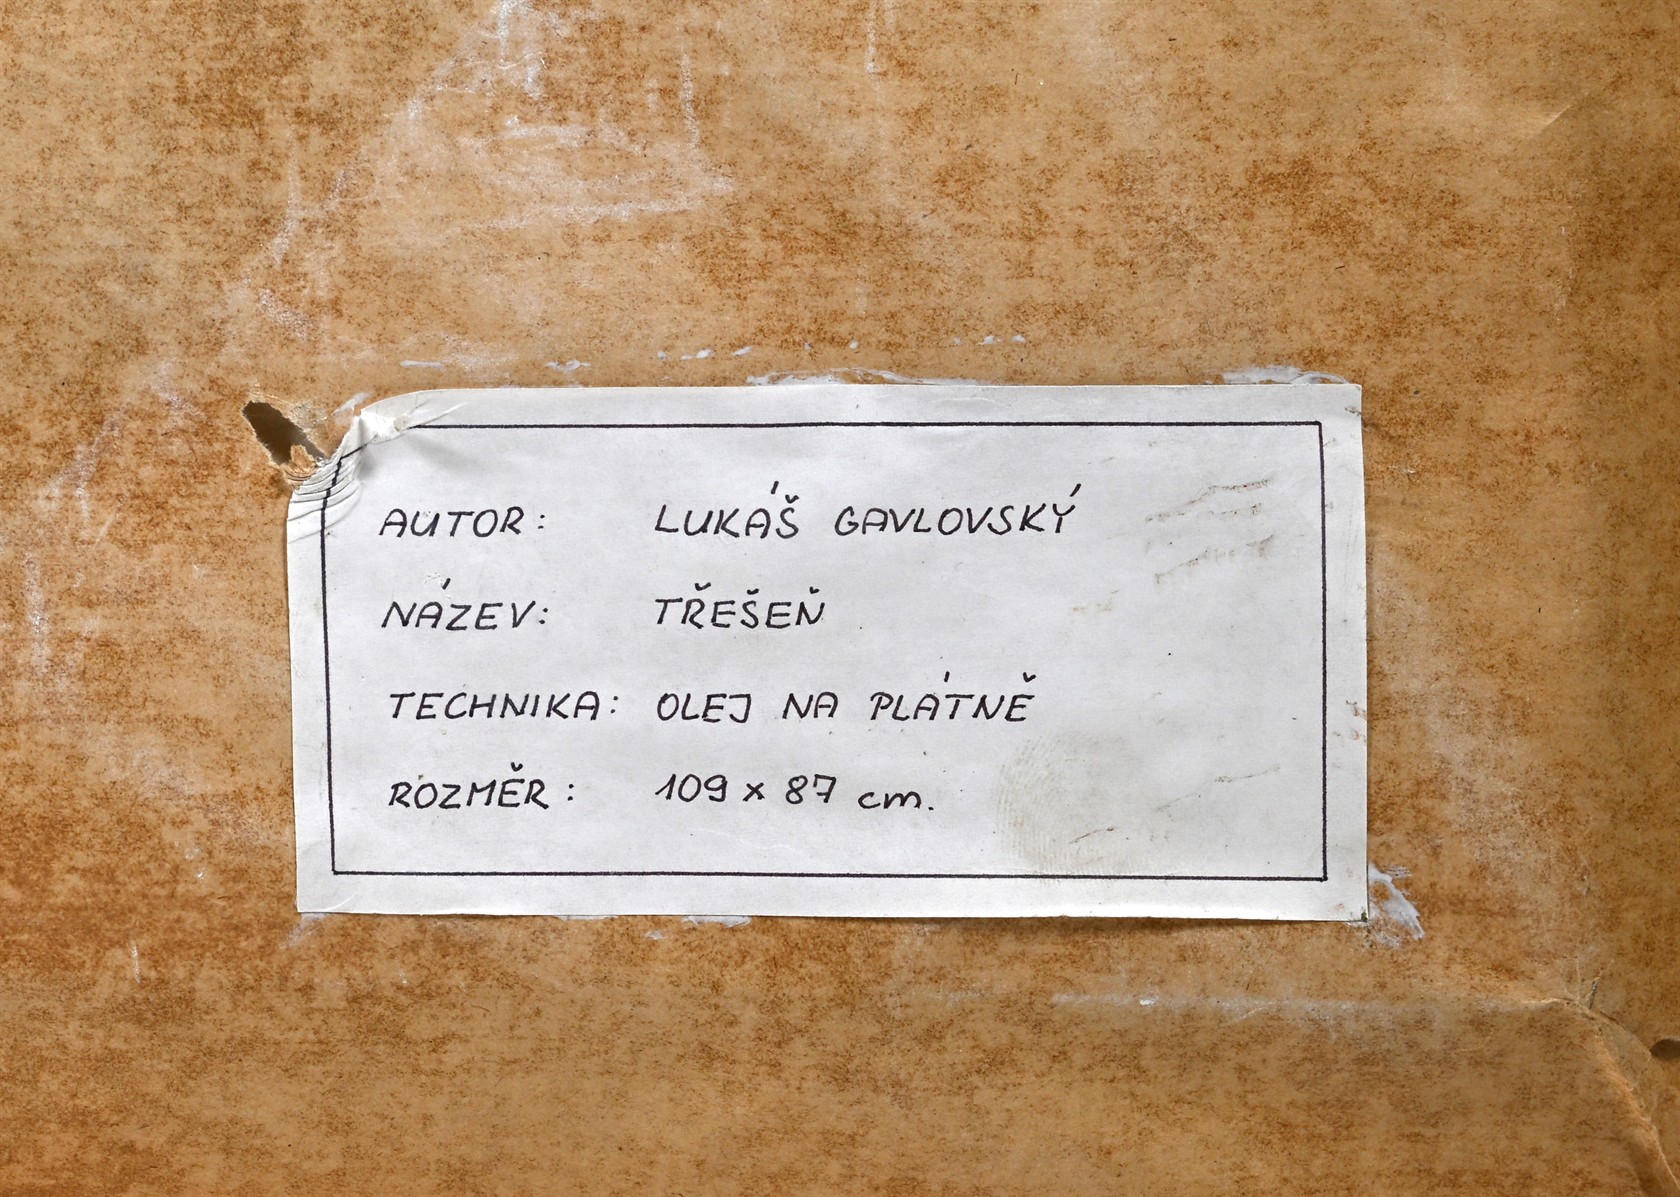 AUTOR: LUKÁŠ GAVLOVSKÝ
NÁZEV: TŘEŠEŇ
TECHNIKA: OLEJ NA PLÁTNĚ
ROZMĚR: 109 x 87 cm.